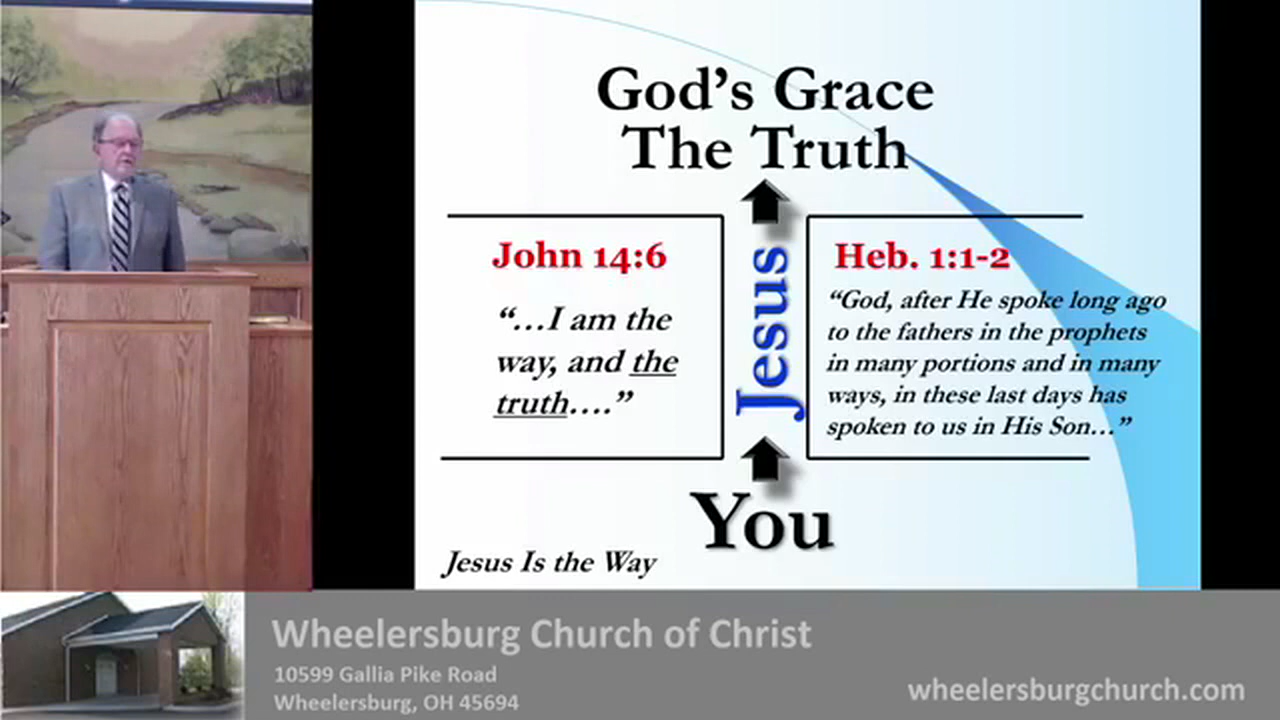 God's Grace
The Truth
John 14:6
“…I am the
way, and the
truth….”
Jesus
Heb. 1:1-2
“God, after He spoke long ago
to the fathers in the prophets
in many portions and in many
ways, in these last days has
spoken to us in His Son…”
You
Jesus Is the Way
Wheelersburg Church of Christ
10599 Gallia Pike Road
Wheelersburg, OH 45694
wheelersburgchurch.com